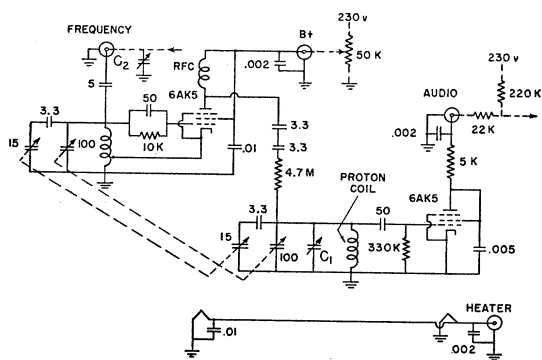 FREQUENCY
C2
5
RFC
B+
.002
230 v
50 K
230v
AUDIO
220 K
22 K
.002
5 K
3.3
15
100
50
10K
6AK5
.01
3.3
3.3
4.7 M
PROTON
COIL
6AK5
3.3
15
100
C1
50
330K
.005
HEATER
.01
.002